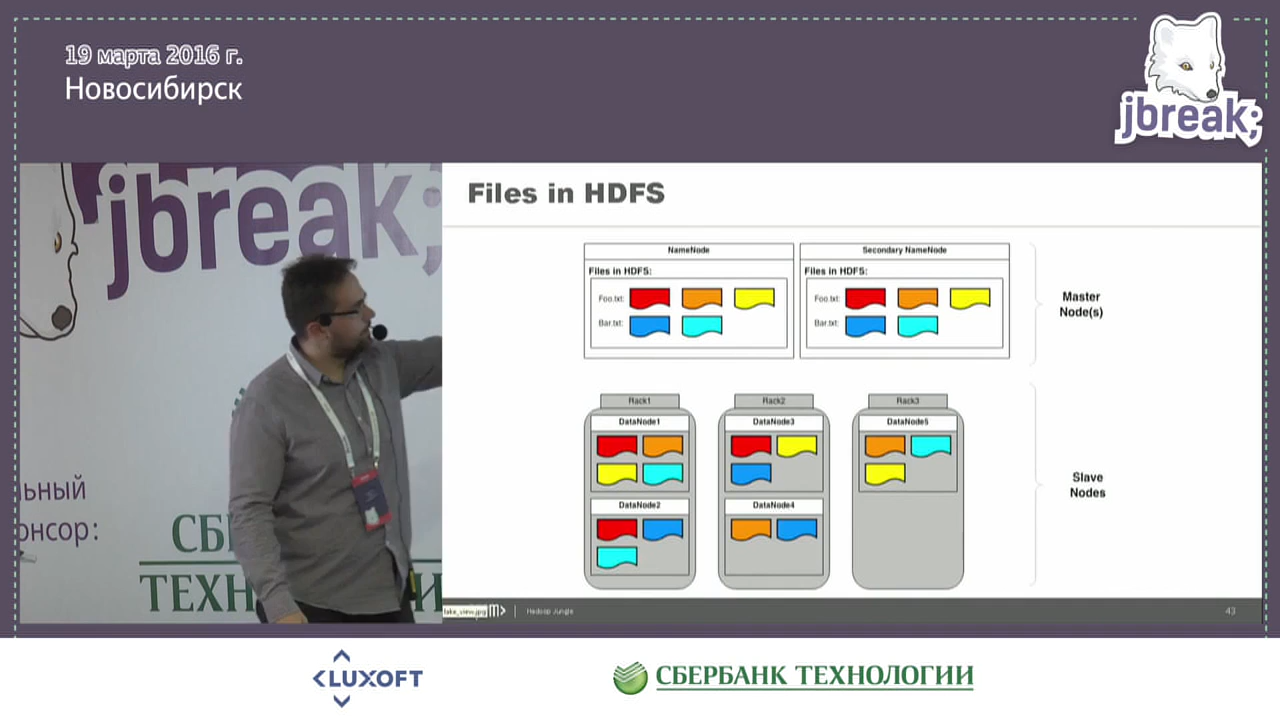 19 марта 2016 г.
Новосибирск
jbreak;
jbreak;
ьный
онсор:
СБ
ТЕХН
И
Files in HDFS
NameNode
Files in HDFS:
Foo.txt:
Bar.txt:
Secondary NameNode
Files in HDFS:
Foo.txt:
Bar.txt:
Master
Node(s)
Rack1
DataNode1
DataNode2
Rack2
DataNode3
DataNode4
Rack3
DataNode5
Slave
Nodes
Hadoop Jungle
43
LUXOFT
СБЕРБАНК ТЕХНОЛОГИИ